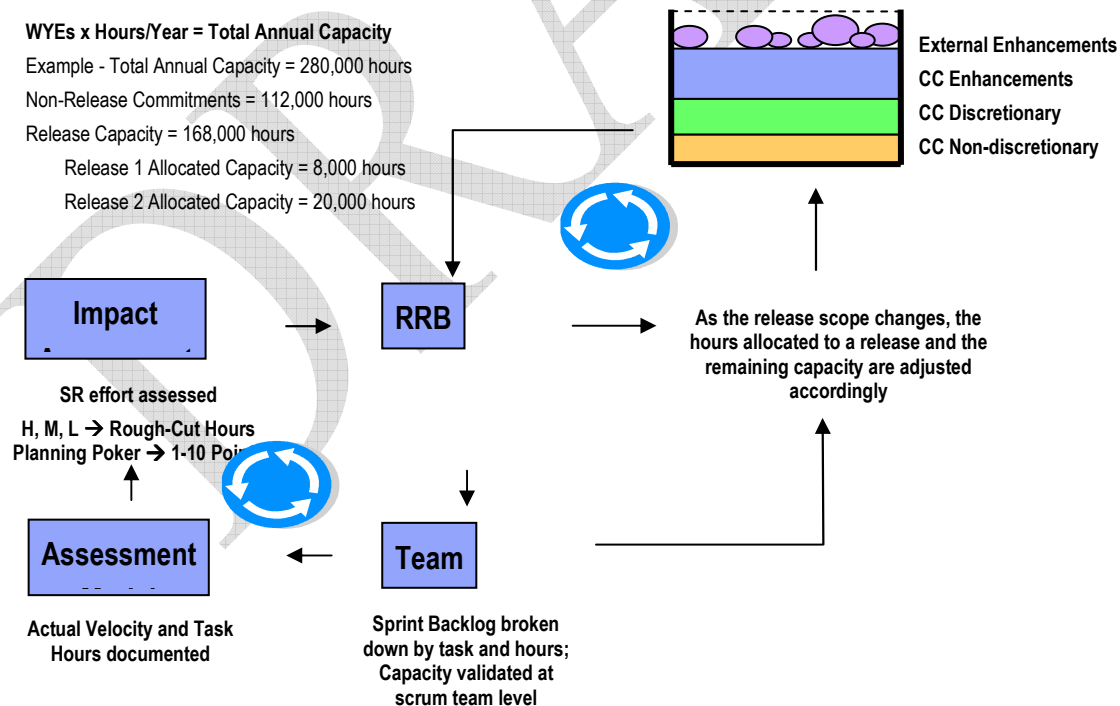 WYEs x Hours/Year = Total Annual Capacity
Example - Total Annual Capacity = 280,000 hours
Non-Release Commitments = 112,000 hours
Release Capacity = 168,000 hours
Release 1 Allocated Capacity = 8,000 hours
Release 2 Allocated Capacity = 20,000 hours
External Enhancements
CC Enhancements
CC Discretionary
CC Non-discretionary
Impact
RRB
As the release scope changes, the
hours allocated to a release and the
remaining capacity are adjusted
accordingly
SR effort assessed
H, M, L → Rough-Cut Hours
Planning Poker → 1-10
Assessment
Team
Actual Velocity and Task
Hours documented
Sprint Backlog broken
down by task and hours;
Capacity validated at
scrum team level